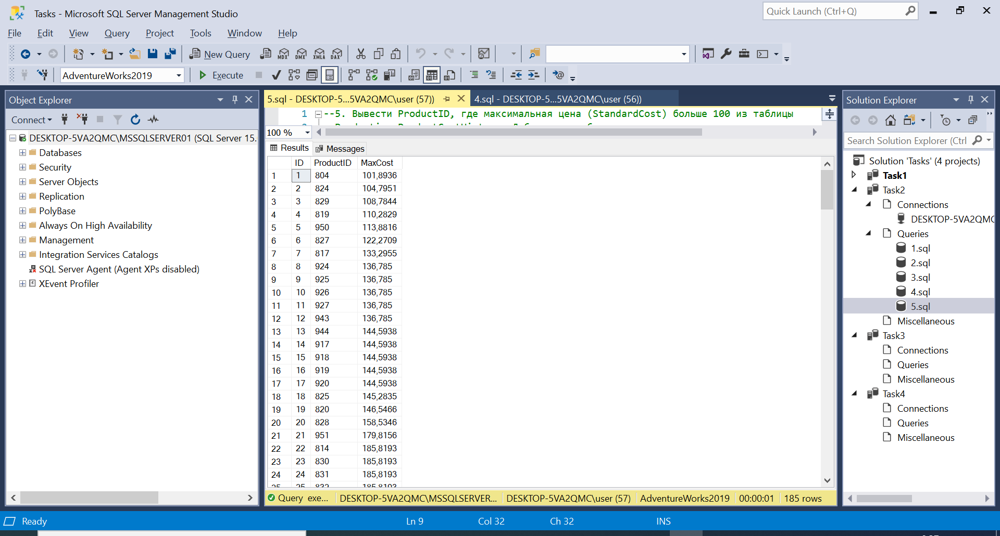 Tasks - Microsoft SQL Server Management Studio
Quick Launch (Ctrl+Q)
File Edit View Query Project Tools Window Help
New Query MDX DMX XMLA DAX
AdventureWorks2019 Execute
Object Explorer
Connect
DESKTOP-5VA2QMC\MSSQLSERVER01 (SQL Server 15.
Databases
Security
Server Objects
Replication
PolyBase
Always On High Availability
Management
Integration Services Catalogs
SQL Server Agent (Agent XPs disabled)
XEvent Profiler
5.sql - DESKTOP-5...5VA2QMC\user (57)) 4.sql - DESKTOP-5...5VA2QMC\user (56))
1 --5. Вывести ProductID, где максимальная цена (StandardCost) больше 100 из таблицы
100 %
Results Messages
ID ProductID MaxCost
1 1 804 101,8936
2 2 824 104,7951
3 3 829 108,7844
4 4 819 110,2829
5 5 950 113,8816
6 6 827 122,2709
7 7 817 133,2955
8 8 924 136,785
9 9 925 136,785
10 10 926 136,785
11 11 927 136,785
12 12 943 136,785
13 13 944 144,5938
14 14 917 144,5938
15 15 918 144,5938
16 16 919 144,5938
17 17 920 144,5938
18 18 825 145,2835
19 19 820 146,5466
20 20 828 158,5346
21 21 951 179,8156
22 22 814 185,8193
23 23 830 185,8193
24 24 831 185,8193
25 25 832 185,8193
Query exe... DESKTOP-5VA2QMC\MSSQLSERVER... DESKTOP-5VA2QMC\user (57) AdventureWorks2019 00:00:01 185 rows
Solution Explorer
Search Solution Explorer (Ctrl
Solution 'Tasks' (4 projects)
Task1
Task2
Connections
DESKTOP-5VA2QMC
Queries
1.sql
2.sql
3.sql
4.sql
5.sql
Miscellaneous
Task3
Connections
Queries
Miscellaneous
Task4
Connections
Queries
Miscellaneous
Ready Ln 9 Col 32 Ch 32 INS